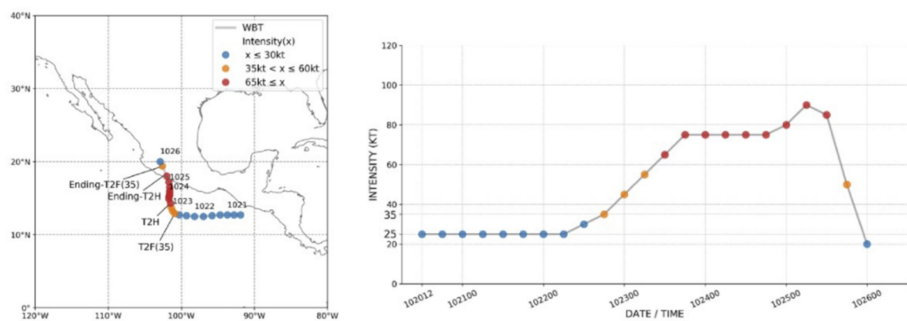 40°N
30°N
20°N
10°N
0°
120°W
110°W
100°W
90°W
80°W
WBT
Intensity(x)
x ≤ 30kt
35kt < x ≤ 60kt
65kt ≤ x
1026
Ending-T2F(35)
1025
1024
Ending-T2H
1023
1022
1021
T2H
T2F(35)
120
100
80
60
45
35
25
20
0
INTENSITY (KT)
102012
102100
102200
102300
102400
102500
102600
DATE / TIME